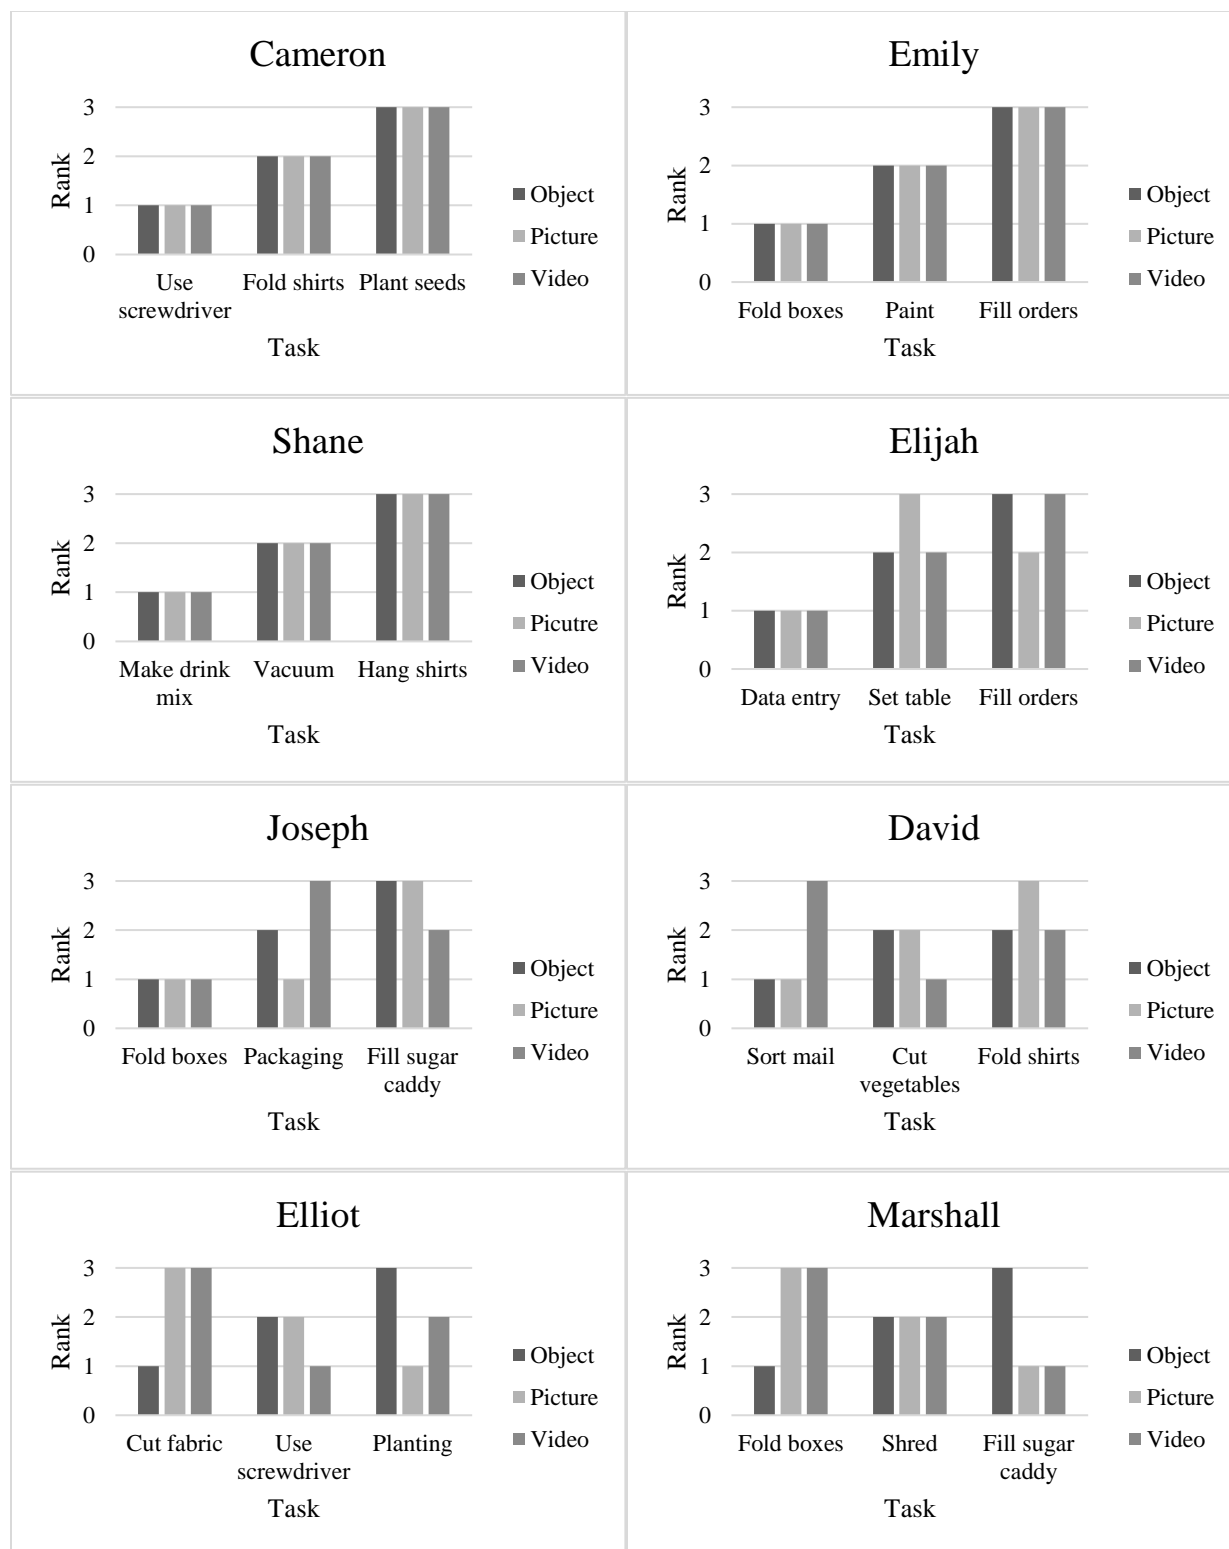 Cameron
3
2
1
0
Rank
Use
screwdriver
Fold shirts
Plant seeds
Task
Object
Picture
Video
Emily
3
2
1
0
Rank
Fold boxes
Paint
Fill orders
Task
Object
Picture
Video
Shane
3
2
1
0
Rank
Make drink
mix
Vacuum
Hang shirts
Task
Object
Picutre
Video
Elijah
3
2
1
0
Rank
Data entry
Set table
Fill orders
Task
Object
Picture
Video
Joseph
3
2
1
0
Rank
Fold boxes
Packaging
Fill sugar
caddy
Task
Object
Picture
Video
David
3
2
1
0
Rank
Sort mail
Cut
vegetables
Fold shirts
Task
Object
Picture
Video
Elliot
3
2
1
0
Rank
Cut fabric
Use
screwdriver
Planting
Task
Object
Picture
Video
Marshall
3
2
1
0
Rank
Fold boxes
Shred
Fill sugar
caddy
Task
Object
Picture
Video